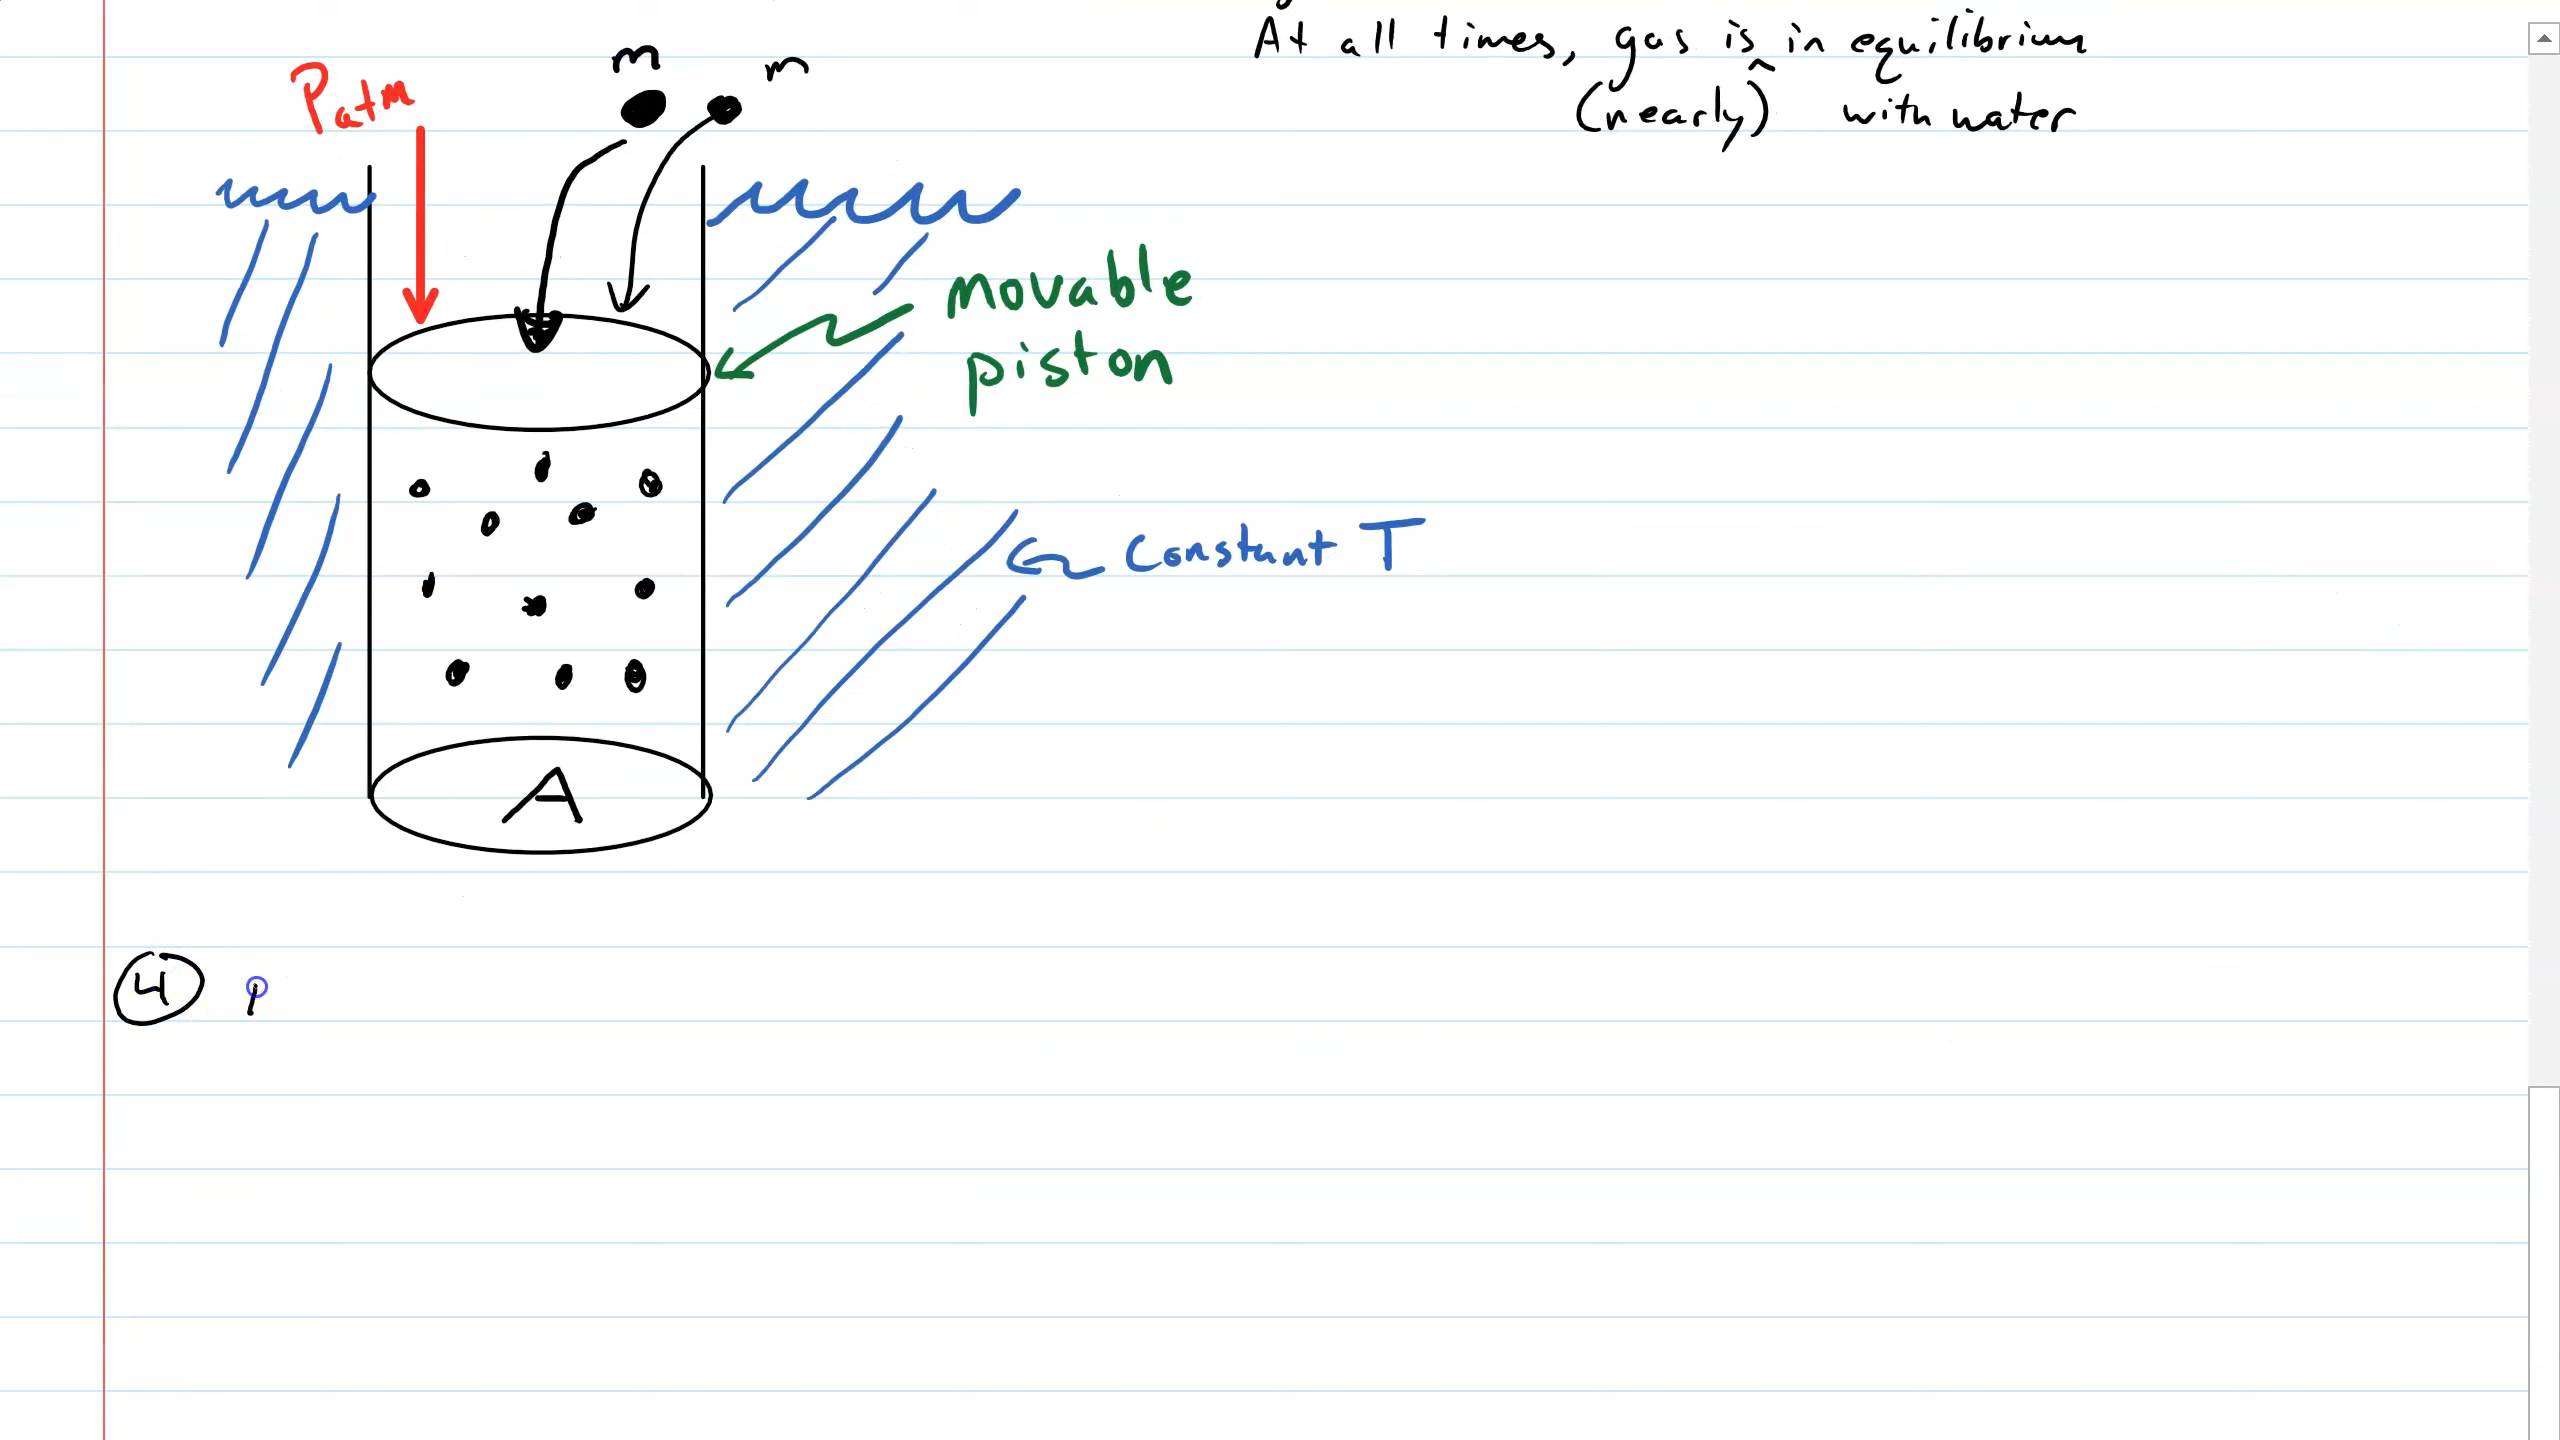 At all times, gas is in equilibrium
(nearly) ^ with water
m m
Patm
movable
piston
Constant T
A
4